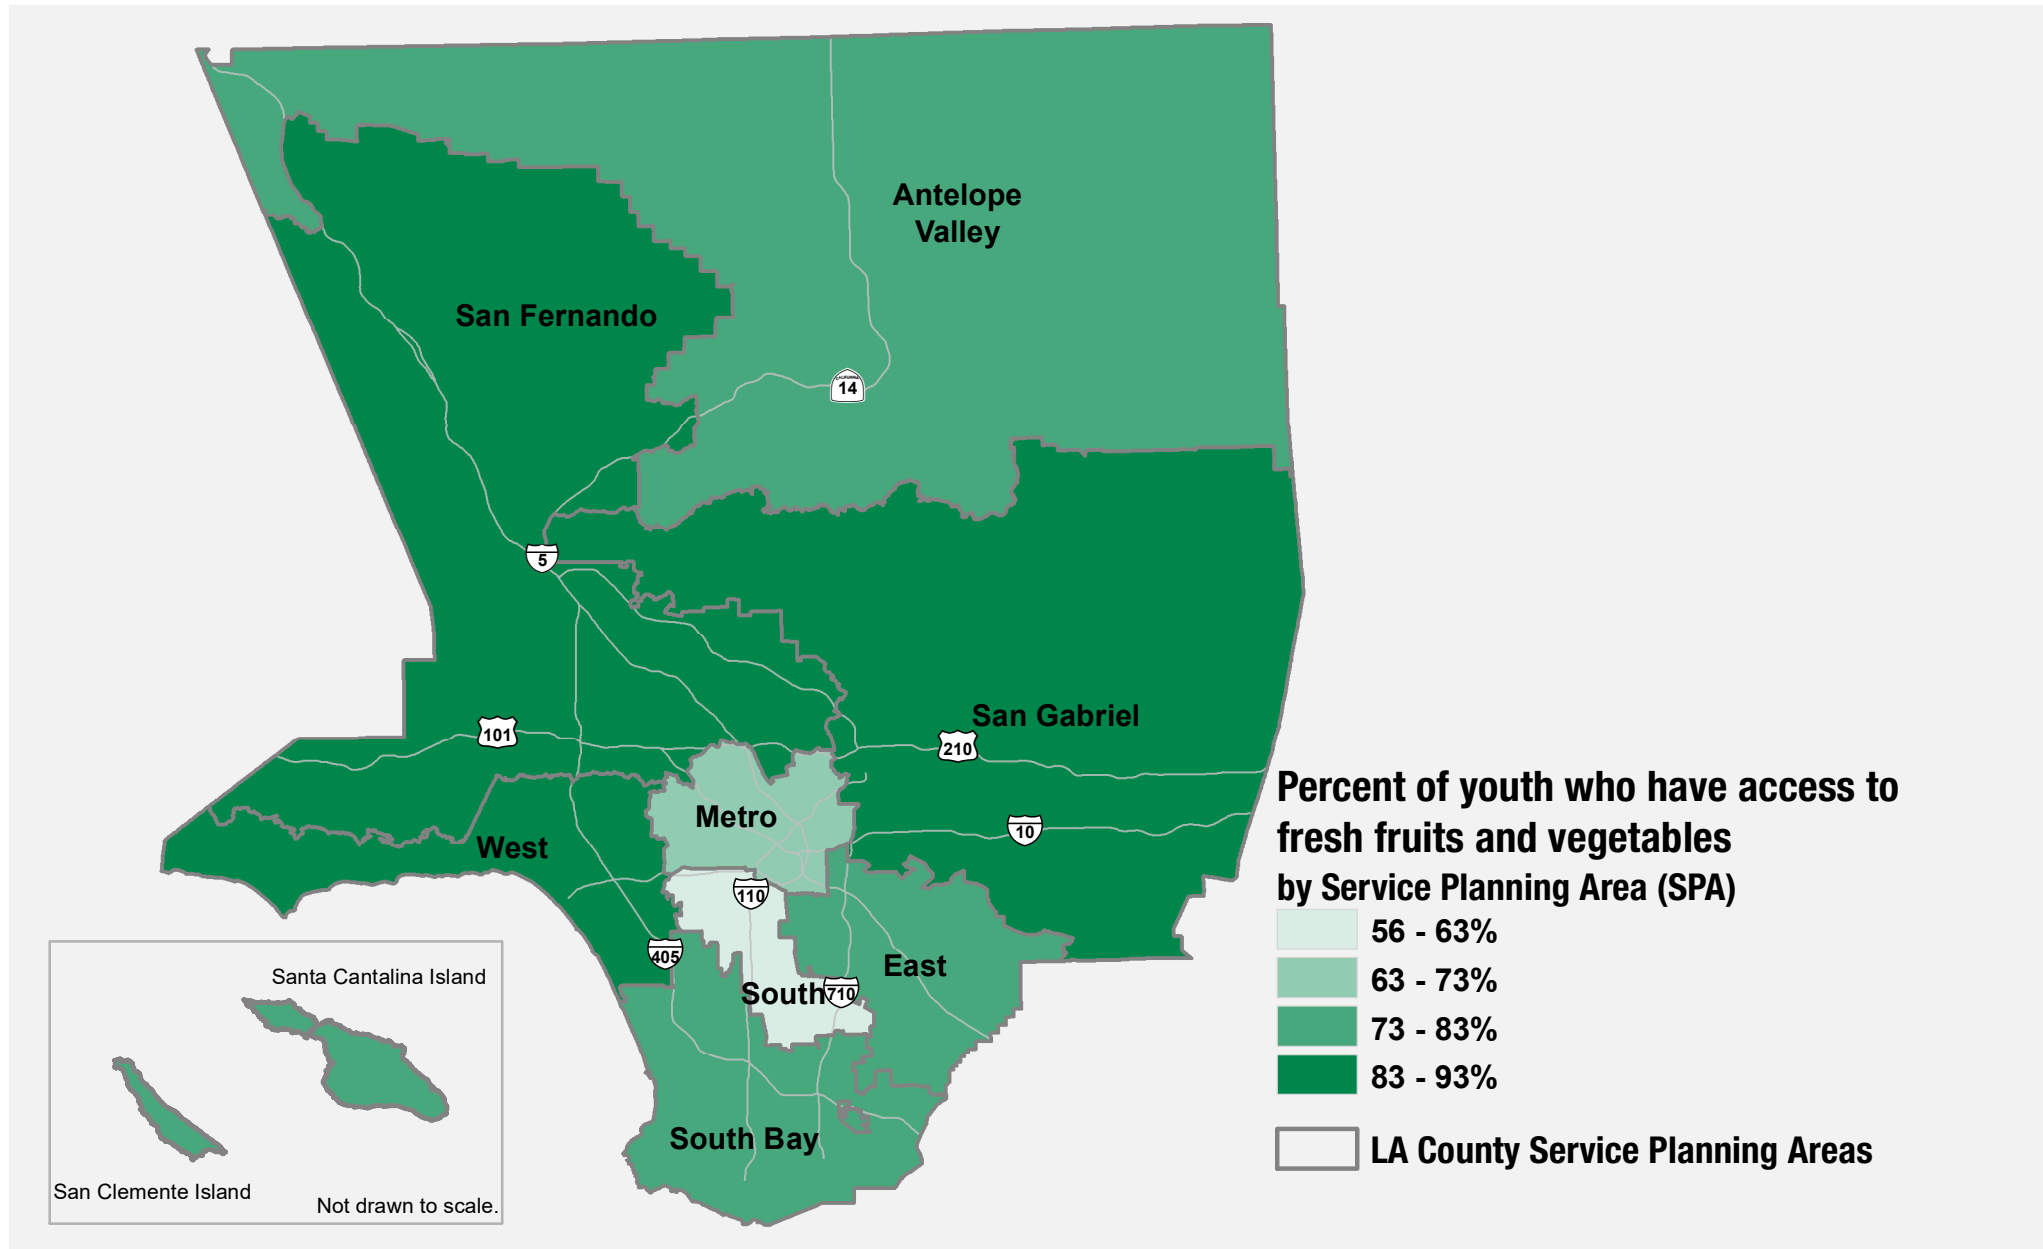 Antelope
Valley
San Fernando
CALIFORNIA
14
5
San Gabriel
101
210
Metro
10
West
110
405
East
South
710
South Bay
Santa Cantalina Island
San Clemente Island
Not drawn to scale.
Percent of youth who have access to
fresh fruits and vegetables
by Service Planning Area (SPA)
56 - 63%
63 - 73%
73 - 83%
83 - 93%
LA County Service Planning Areas